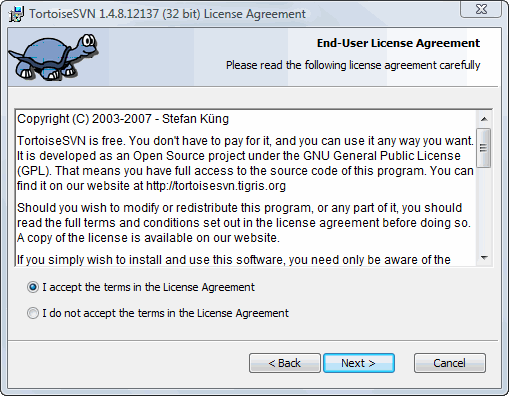 TortoiseSVN 1.4.8.12137 (32 bit) License Agreement
End-User License Agreement
Please read the following license agreement carefully
Copyright (C) 2003-2007 - Stefan Küng
TortoiseSVN is free. You don't have to pay for it, and you can use it any way you want.
It is developed as an Open Source project under the GNU General Public License
(GPL). That means you have full access to the source code of this program. You can
find it on our website at http://tortoisesvn.tigris.org
Should you wish to modify or redistribute this program, or any part of it, you should
read the full terms and conditions set out in the license agreement before doing so.
A copy of the license is available on our website.
If you simply wish to install and use this software, you need only be aware of the
I accept the terms in the License Agreement
I do not accept the terms in the License Agreement
< Back Next > Cancel